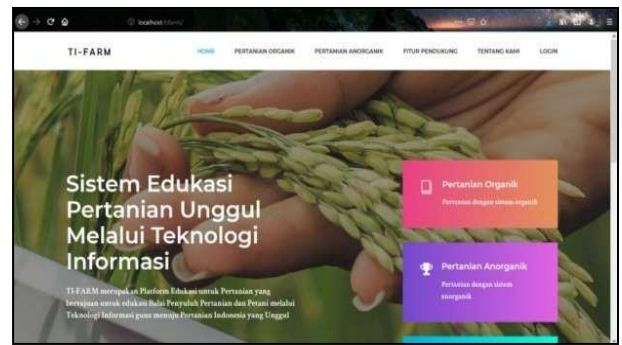 localhost/tifarm/
TI-FARM
HOME PERTANIAN ORGANIK PERTANIAN ANORGANIK FITUR PENDUKUNG TENTANG KAMI LOGIN
Sistem Edukasi
Pertanian Unggul
Melalui Teknologi
Informasi
TI-FARM merupakan Platform Edukasi untuk Pertanian yang
bertujuan untuk edukasi Balai Penyuluh Pertanian dan Petani melalui
Teknologi Informasi guna menuju Pertanian Indonesia yang Unggul
Pertanian Organik
Pertanian dengan sistem organik
Pertanian Anorganik
Pertanian dengan sistem
anorganik